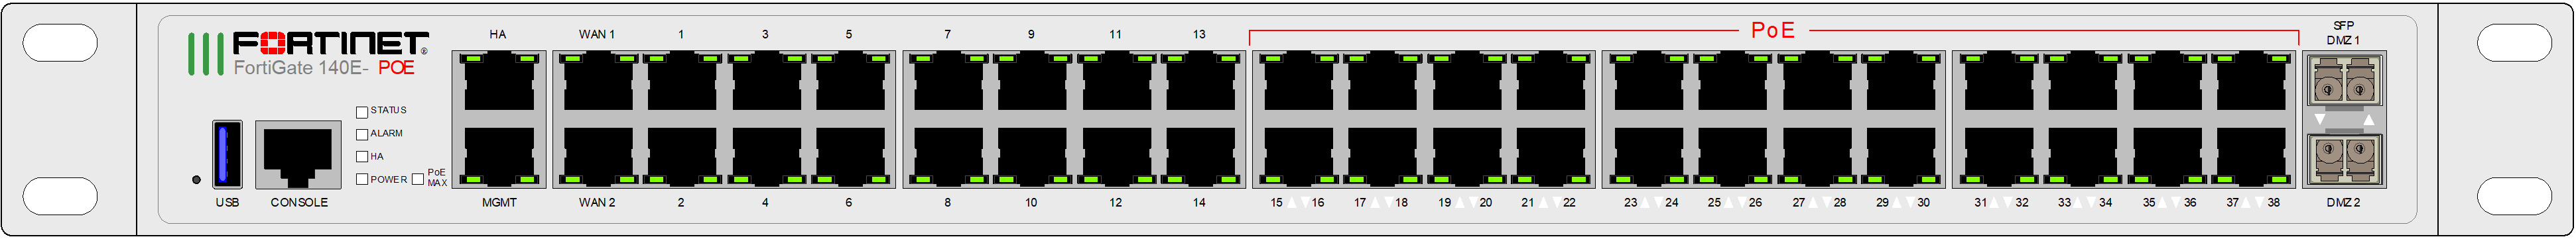 FORTINET®
FortiGate 140E- POE
HA WAN 1 1 3 5 7 9 11 13
PoE
SFP
DMZ 1
STATUS
ALARM
HA
POWER
PoE
MAX
USB CONSOLE MGMT WAN 2 2 4 6 8 10 12 14 15 16 17 18 19 20 21 22 23 24 25 26 27 28 29 30 31 32 33 34 35 36 37 38 DMZ 2